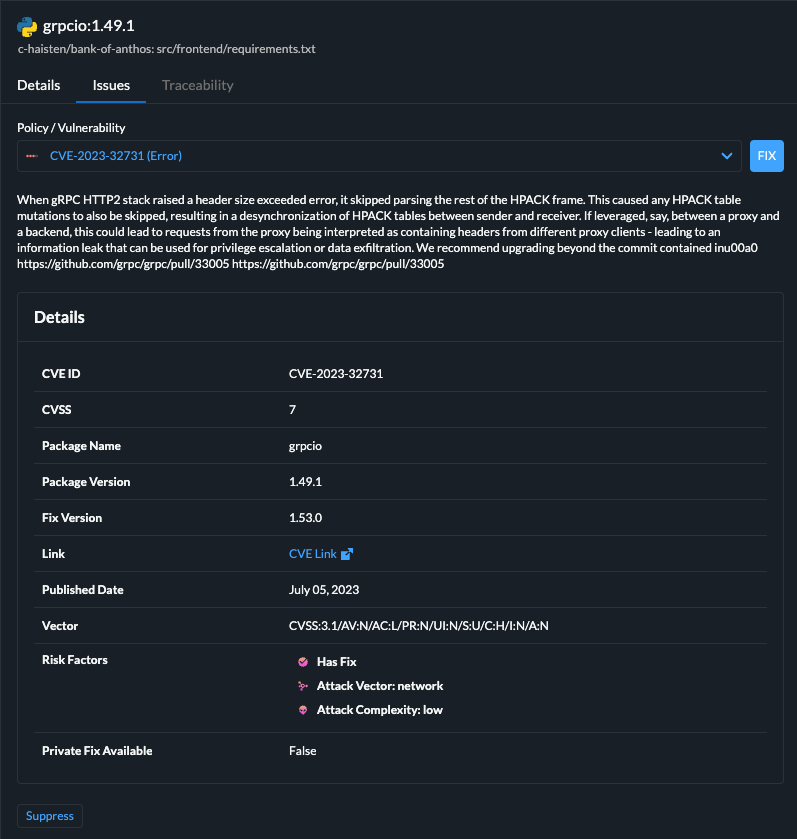 grpcio:1.49.1
c-haisten/bank-of-anthos: src/frontend/requirements.txt
Details Issues Traceability
Policy / Vulnerability
CVE-2023-32731 (Error) FIX
When gRPC HTTP2 stack raised a header size exceeded error, it skipped parsing the rest of the HPACK frame. This caused any HPACK table
mutations to also be skipped, resulting in a desynchronization of HPACK tables between sender and receiver. If leveraged, say, between a proxy and
a backend, this could lead to requests from the proxy being interpreted as containing headers from different proxy clients - leading to an
information leak that can be used for privilege escalation or data exfiltration. We recommend upgrading beyond the commit contained inu00a0
https://github.com/grpc/grpc/pull/33005 https://github.com/grpc/grpc/pull/33005
Details
CVE ID CVE-2023-32731
CVSS 7
Package Name grpcio
Package Version 1.49.1
Fix Version 1.53.0
Link CVE Link
Published Date July 05, 2023
Vector CVSS:3.1/AV:N/AC:L/PR:N/UI:N/S:U/C:H/I:N/A:N
Risk Factors Has Fix
Attack Vector: network
Attack Complexity: low
Private Fix Available False
Suppress